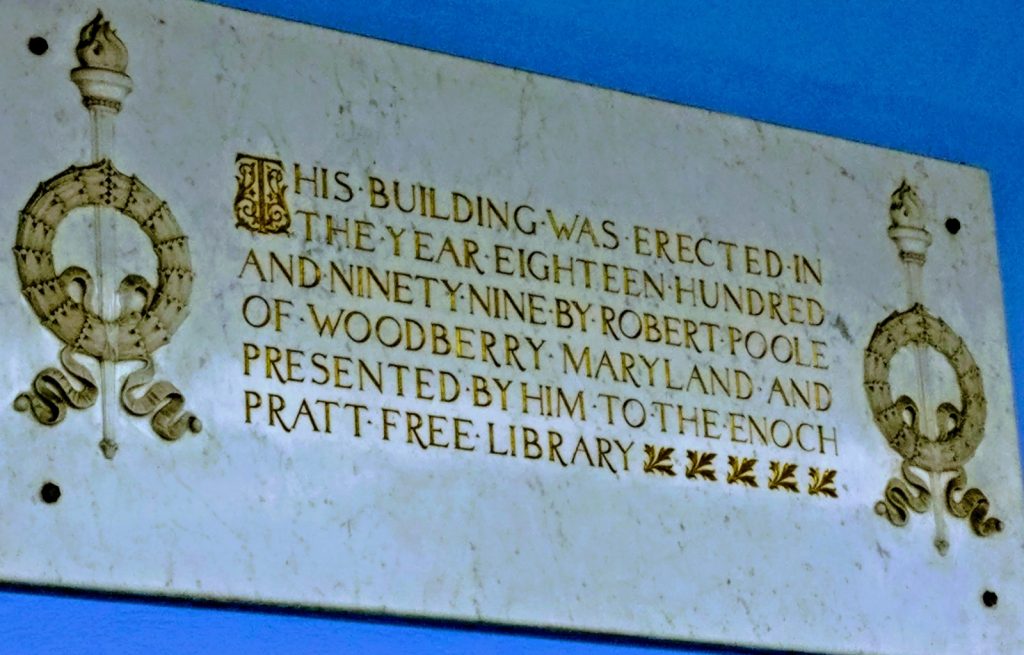 THIS·BUILDING·WAS·ERECTED·IN
THE·YEAR·EIGHTEEN·HUNDRED
AND·NINETY·NINE·BY·ROBERT·POOLE
OF·WOODBERRY·MARYLAND·AND
PRESENTED·BY·HIM·TO·THE·ENOCH
PRATT·FREE·LIBRARY